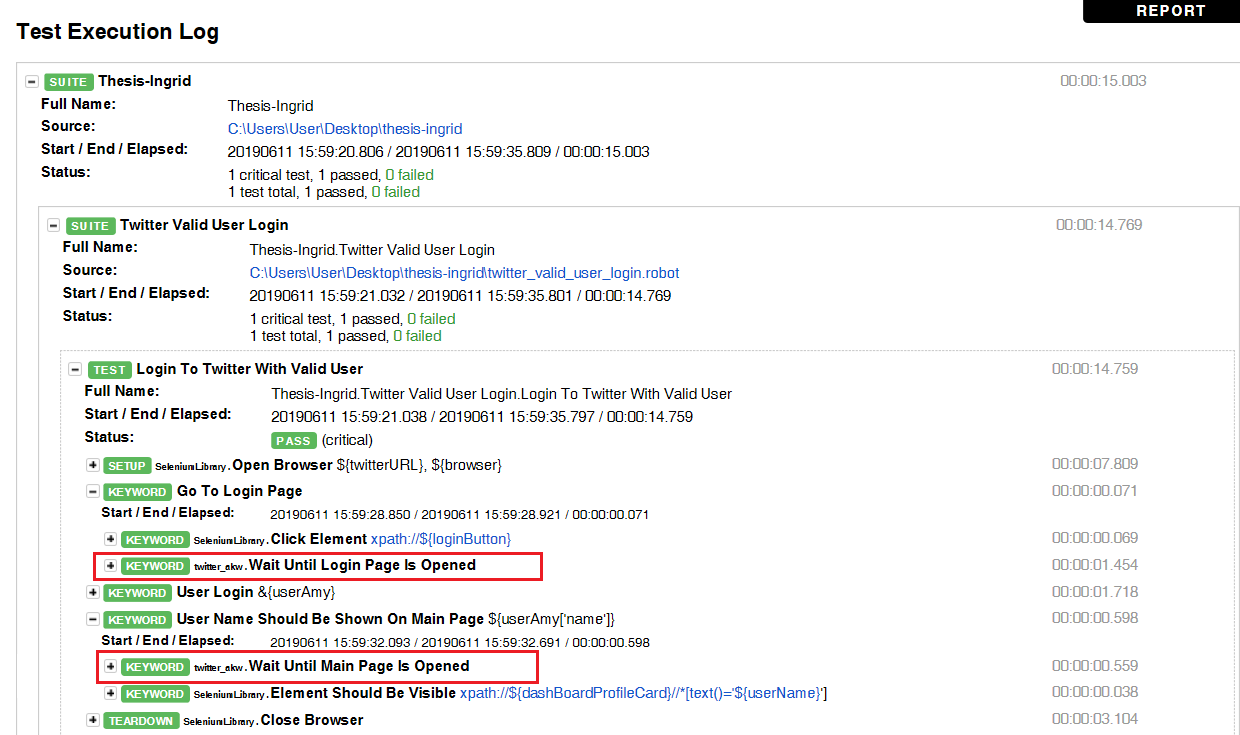 REPORT
Test Execution Log
SUITE Thesis-Ingrid 00:00:15.003
Full Name: Thesis-Ingrid
Source: C:\Users\User\Desktop\thesis-ingrid
Start / End / Elapsed: 20190611 15:59:20.806 / 20190611 15:59:35.809 / 00:00:15.003
Status: 1 critical test, 1 passed, 0 failed
1 test total, 1 passed, 0 failed
SUITE Twitter Valid User Login 00:00:14.769
Full Name: Thesis-Ingrid.Twitter Valid User Login
Source: C:\Users\User\Desktop\thesis-ingrid\twitter_valid_user_login.robot
Start / End / Elapsed: 20190611 15:59:21.032 / 20190611 15:59:35.801 / 00:00:14.769
Status: 1 critical test, 1 passed, 0 failed
1 test total, 1 passed, 0 failed
TEST Login To Twitter With Valid User 00:00:14.759
Full Name: Thesis-Ingrid.Twitter Valid User Login.Login To Twitter With Valid User
Start / End / Elapsed: 20190611 15:59:21.038 / 20190611 15:59:35.797 / 00:00:14.759
Status: PASS (critical)
SETUP SeleniumLibrary.Open Browser ${twitterURL}, ${browser} 00:00:07.809
KEYWORD Go To Login Page 00:00:00.071
Start / End / Elapsed: 20190611 15:59:28.850 / 20190611 15:59:28.921 / 00:00:00.071
KEYWORD SeleniumLibrary.Click Element xpath://${loginButton} 00:00:00.069
KEYWORD twitter_akw.Wait Until Login Page Is Opened 00:00:01.454
KEYWORD User Login &{userAmy} 00:00:01.718
KEYWORD User Name Should Be Shown On Main Page ${userAmy['name']} 00:00:00.598
Start / End / Elapsed: 20190611 15:59:32.093 / 20190611 15:59:32.691 / 00:00:00.598
KEYWORD twitter_akw.Wait Until Main Page Is Opened 00:00:00.559
KEYWORD SeleniumLibrary.Element Should Be Visible xpath://${dashBoardProfileCard}//*[text()='${userName}'] 00:00:00.038
TEARDOWN SeleniumLibrary.Close Browser 00:00:03.104